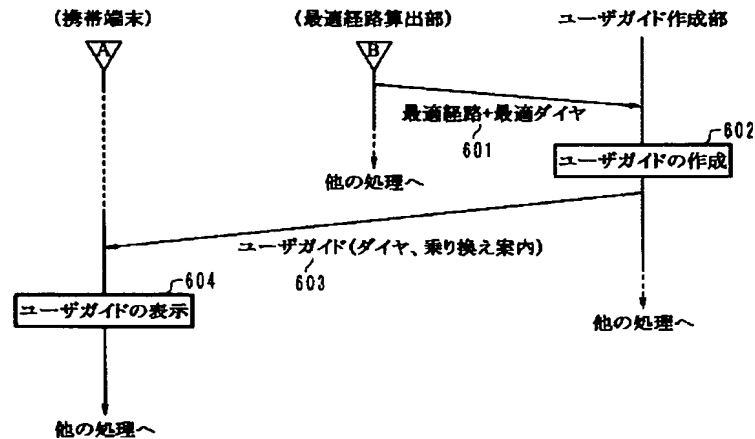 (携帯端末)
(最適経路算出部)
ユーザガイド作成部
A
B
最適経路+最適ダイヤ
601
602
ユーザガイドの作成
他の処理へ
ユーザガイド(ダイヤ、乗り換え案内)
603
604
ユーザガイドの表示
他の処理へ
他の処理へ